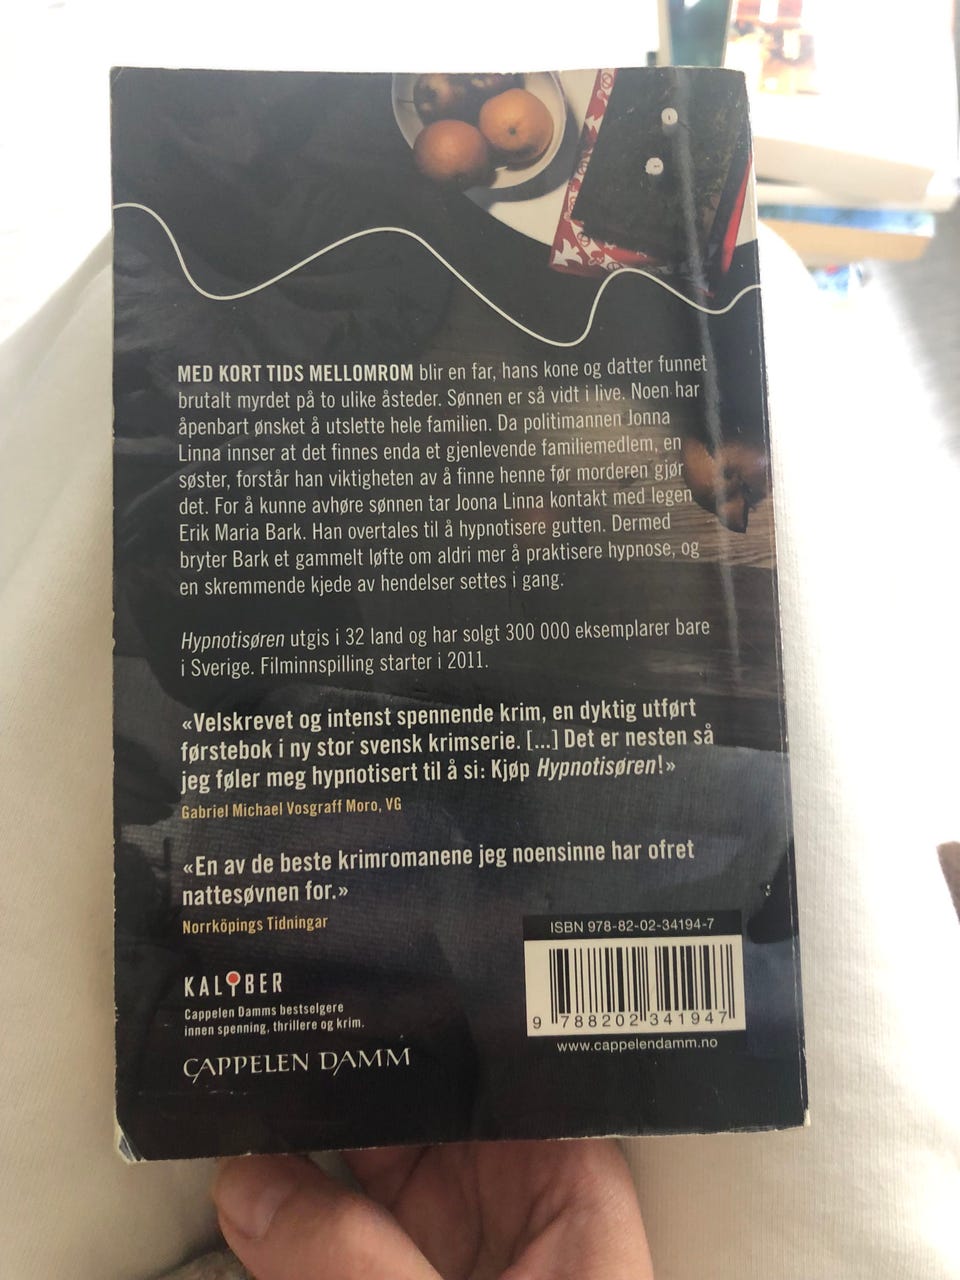 MED KORT TIDS MELLOMROM blir en far, hans kone og datter funnet
brutalt myrdet på to ulike åsteder. Sønnen er så vidt i live. Noen har
åpenbart ønsket å utslette hele familien. Da politimannen Jonna
Linna innser at det finnes enda et gjenlevende familiemedlem, en
søster, forstår han viktigheten av å finne henne før morderen gjør
det. For å kunne avhøre sønnen tar Joona Linna kontakt med legen
Erik Maria Bark. Han overtales til å hypnotisere gutten. Dermed
bryter Bark et gammelt løfte om aldri mer å praktisere hypnose, og
en skremmende kjede av hendelser settes i gang.
Hypnotisøren utgis i 32 land og har solgt 300 000 eksemplarer bare
i Sverige. Filminnspilling starter i 2011.
«Velskrevet og intenst spennende krim, en dyktig utført
førstebok i ny stor svensk krimserie. [...] Det er nesten så
jeg føler meg hypnotisert til å si: Kjøp Hypnotisøren!»
Gabriel Michael Vosgraff Moro, VG
«En av de beste krimromanene jeg noensinne har ofret
nattesøvnen for.»
Norrköpings Tidningar
KALIBER
Cappelen Damms bestselgere
innen spenning, thrillere og krim.
CAPPELEN DAMM
ISBN 978-82-02-34194-7
9 788202 341947
www.cappelendamm.no